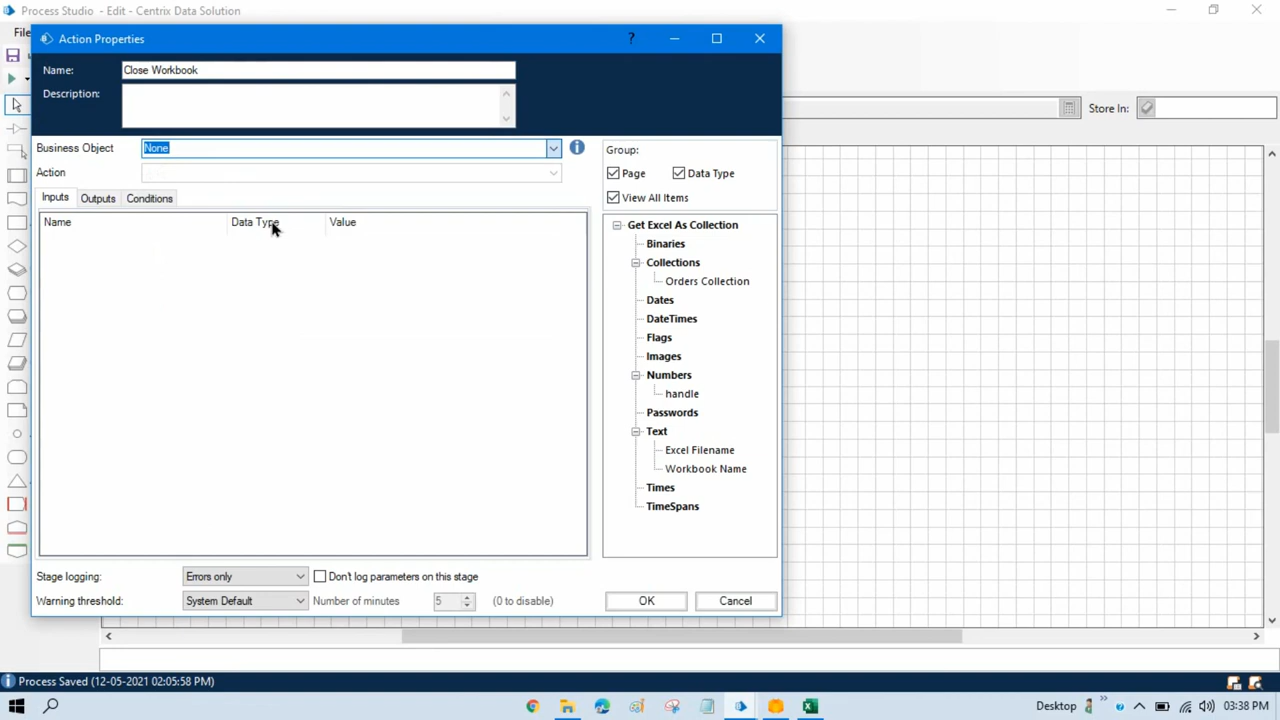 Process Studio - Edit - Centrix Data Solution
File
Action Properties
?
Name:
Close Workbook
Description:
Store In:
Business Object
None
Group:
Action
Page
Data Type
Inputs
Outputs
Conditions
View All Items
Name
Data Type
Value
Get Excel As Collection
Binaries
Collections
Orders Collection
Dates
DateTimes
Flags
Images
Numbers
handle
Passwords
Text
Excel Filename
Workbook Name
Times
TimeSpans
Stage logging:
Errors only
Don't log parameters on this stage
Warning threshold:
System Default
Number of minutes
5
(0 to disable)
OK
Cancel
Process Saved (12-05-2021 02:05:58 PM)
Desktop
03:38 PM